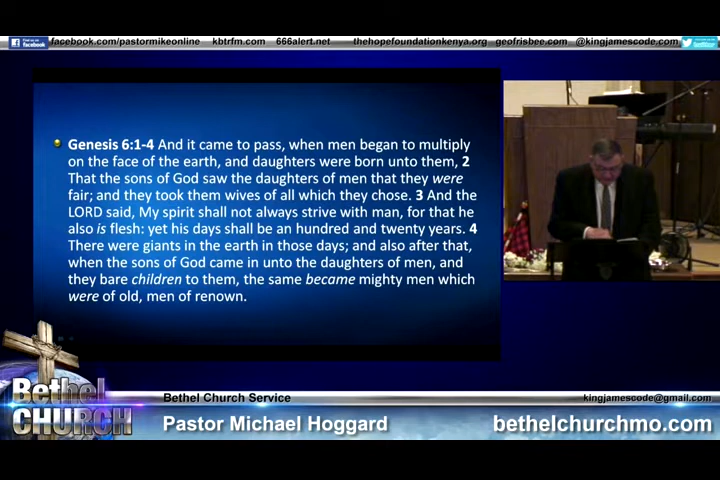 Find us on facebook
facebook.com/pastormikeonline kbtrfm.com 666alert.net thehopefoundationkenya.org geofrisbee.com @kingjamescode.com
Genesis 6:1-4 And it came to pass, when men began to multiply
on the face of the earth, and daughters were born unto them, 2
That the sons of God saw the daughters of men that they were
fair; and they took them wives of all which they chose. 3 And the
LORD said, My spirit shall not always strive with man, for that he
also is flesh: yet his days shall be an hundred and twenty years. 4
There were giants in the earth in those days; and also after that,
when the sons of God came in unto the daughters of men, and
they bare children to them, the same became mighty men which
were of old, men of renown.
Bethel
CHURCH
Bethel Church Service
kingjamescode@gmail.com
Pastor Michael Hoggard
bethelchurchmo.com